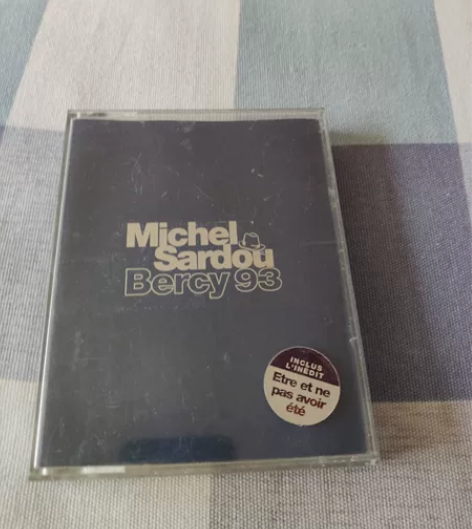 Michel
Sardou
Bercy 93
INCLUS
L'INÉDIT
Etre et ne
pas avoir
été